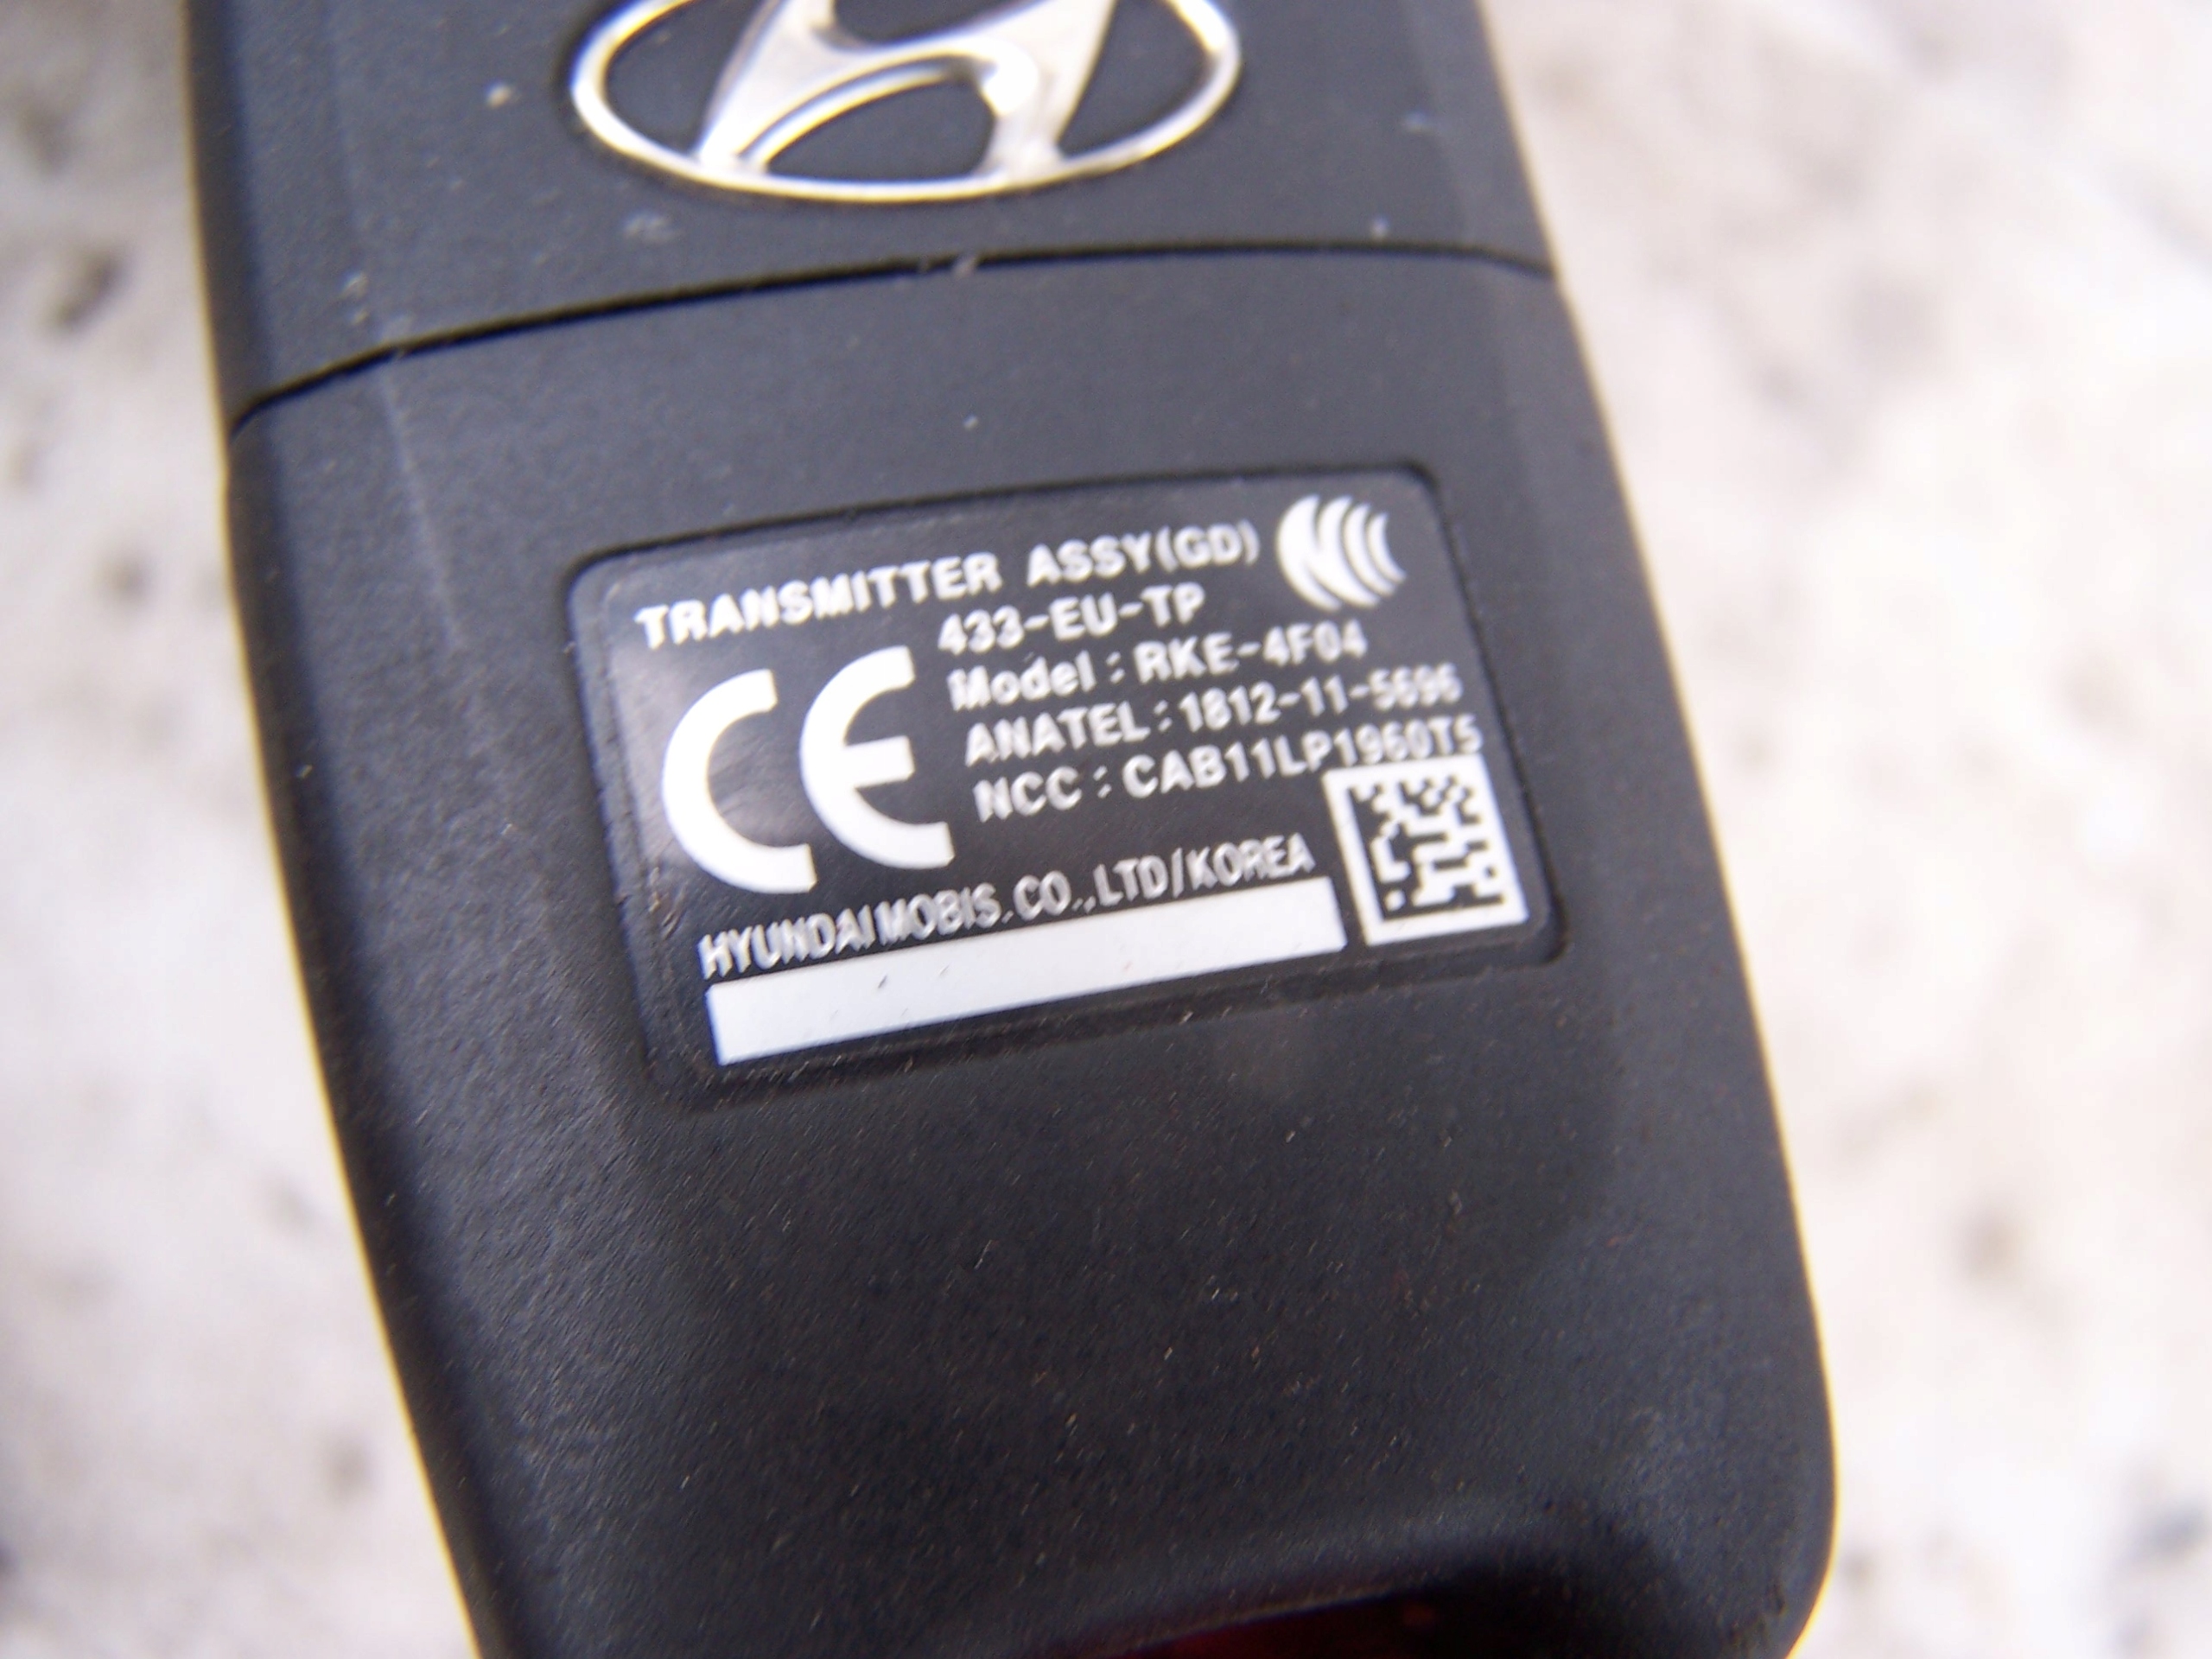 TRANSMITTER ASSY(GD)
433-EU-TP
CE
Model : RKE-4F04
ANATEL : 1812-11-5696
NCC : CAB11LP1960T5
HYUNDAI MOBIS. CO.,LTD/KOREA